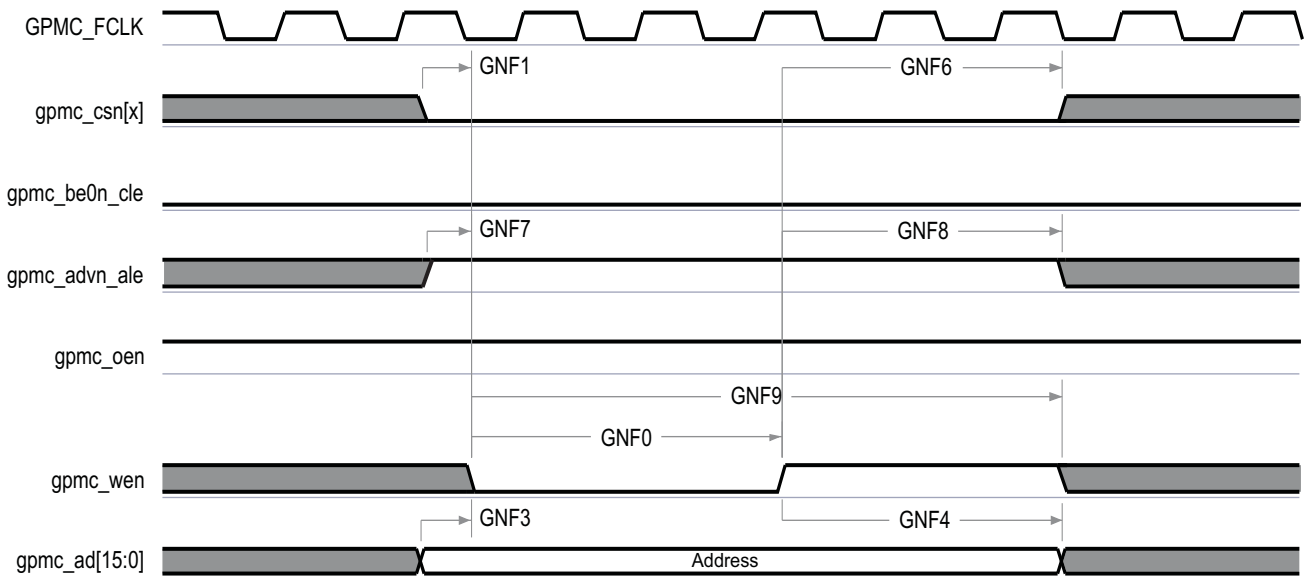 GPMC_FCLK
GNF1
GNF6
gpmc_csn[x]
gpmc_be0n_cle
GNF7
GNF8
gpmc_advn_ale
gpmc_oen
GNF9
GNF0
gpmc_wen
GNF3
GNF4
gpmc_ad[15:0]
Address